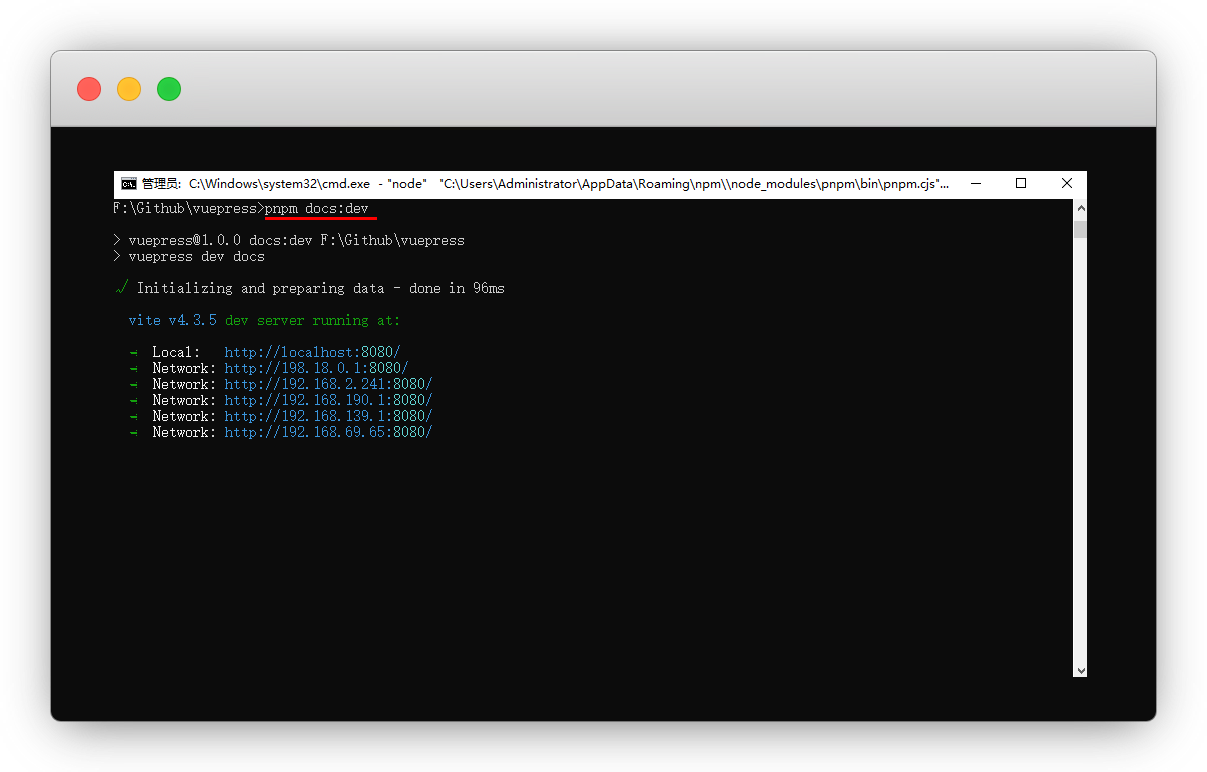 管理员: C:\Windows\system32\cmd.exe - "node" "C:\Users\Administrator\AppData\Roaming\npm\\node_modules\pnpm\bin\pnpm.cjs"...
F:\Github\vuepress>pnpm docs:dev
> vuepress@1.0.0 docs:dev F:\Github\vuepress
> vuepress dev docs
√ Initializing and preparing data - done in 96ms
vite v4.3.5 dev server running at:
➜ Local: http://localhost:8080/
➜ Network: http://198.18.0.1:8080/
➜ Network: http://192.168.2.241:8080/
➜ Network: http://192.168.190.1:8080/
➜ Network: http://192.168.139.1:8080/
➜ Network: http://192.168.69.65:8080/